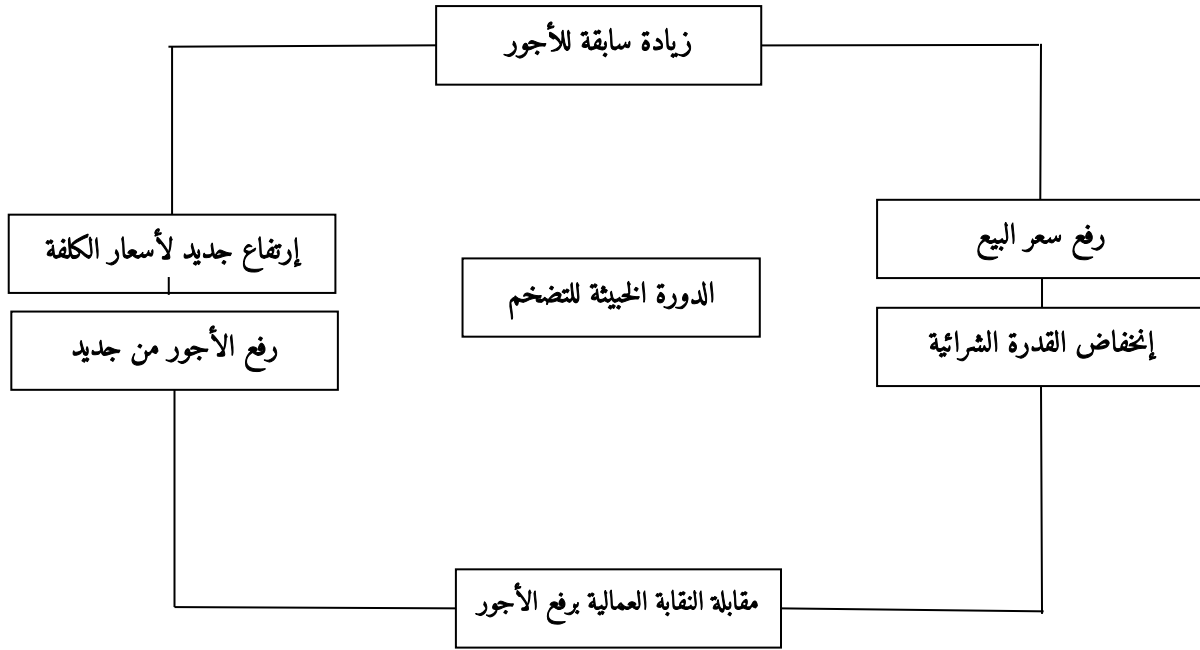 زيادة سابقة للأجور
رفع سعر البيع
إرتفاع جديد لأسعار الكلفة
الدورة الخبيثة للتضخم
إنخفاض القدرة الشرائية
رفع الأجور من جديد
مقابلة النقابة العمالية برفع الأجور